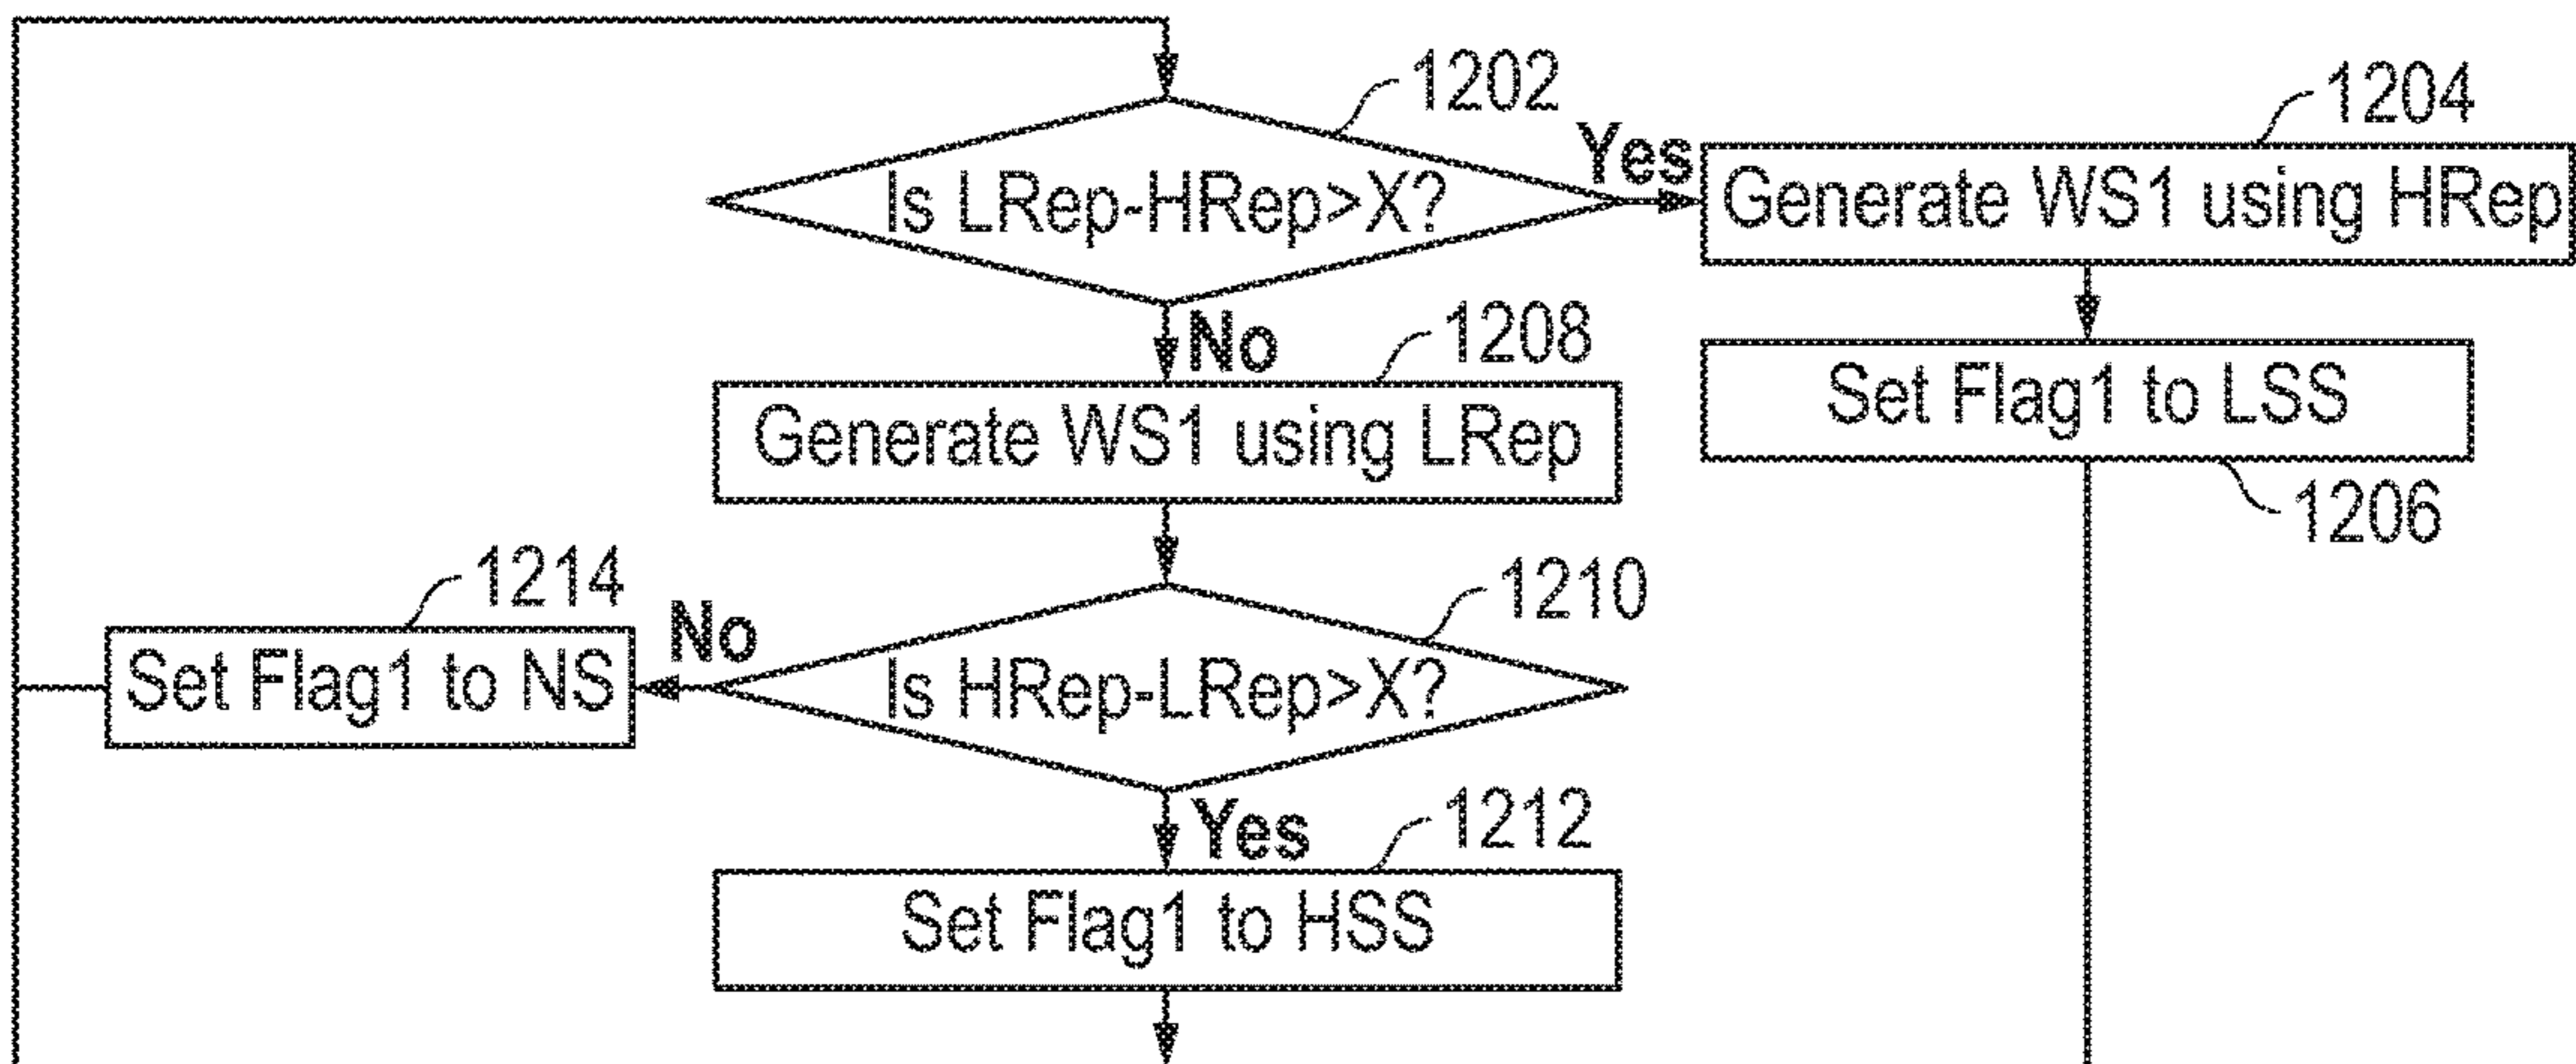 1202
Is LRep-HRep>X?
Yes
1204
Generate WS1 using HRep
No
1208
Generate WS1 using LRep
Set Flag1 to LSS
1206
1214
Set Flag1 to NS
No
1210
Is HRep-LRep>X?
Yes
1212
Set Flag1 to HSS